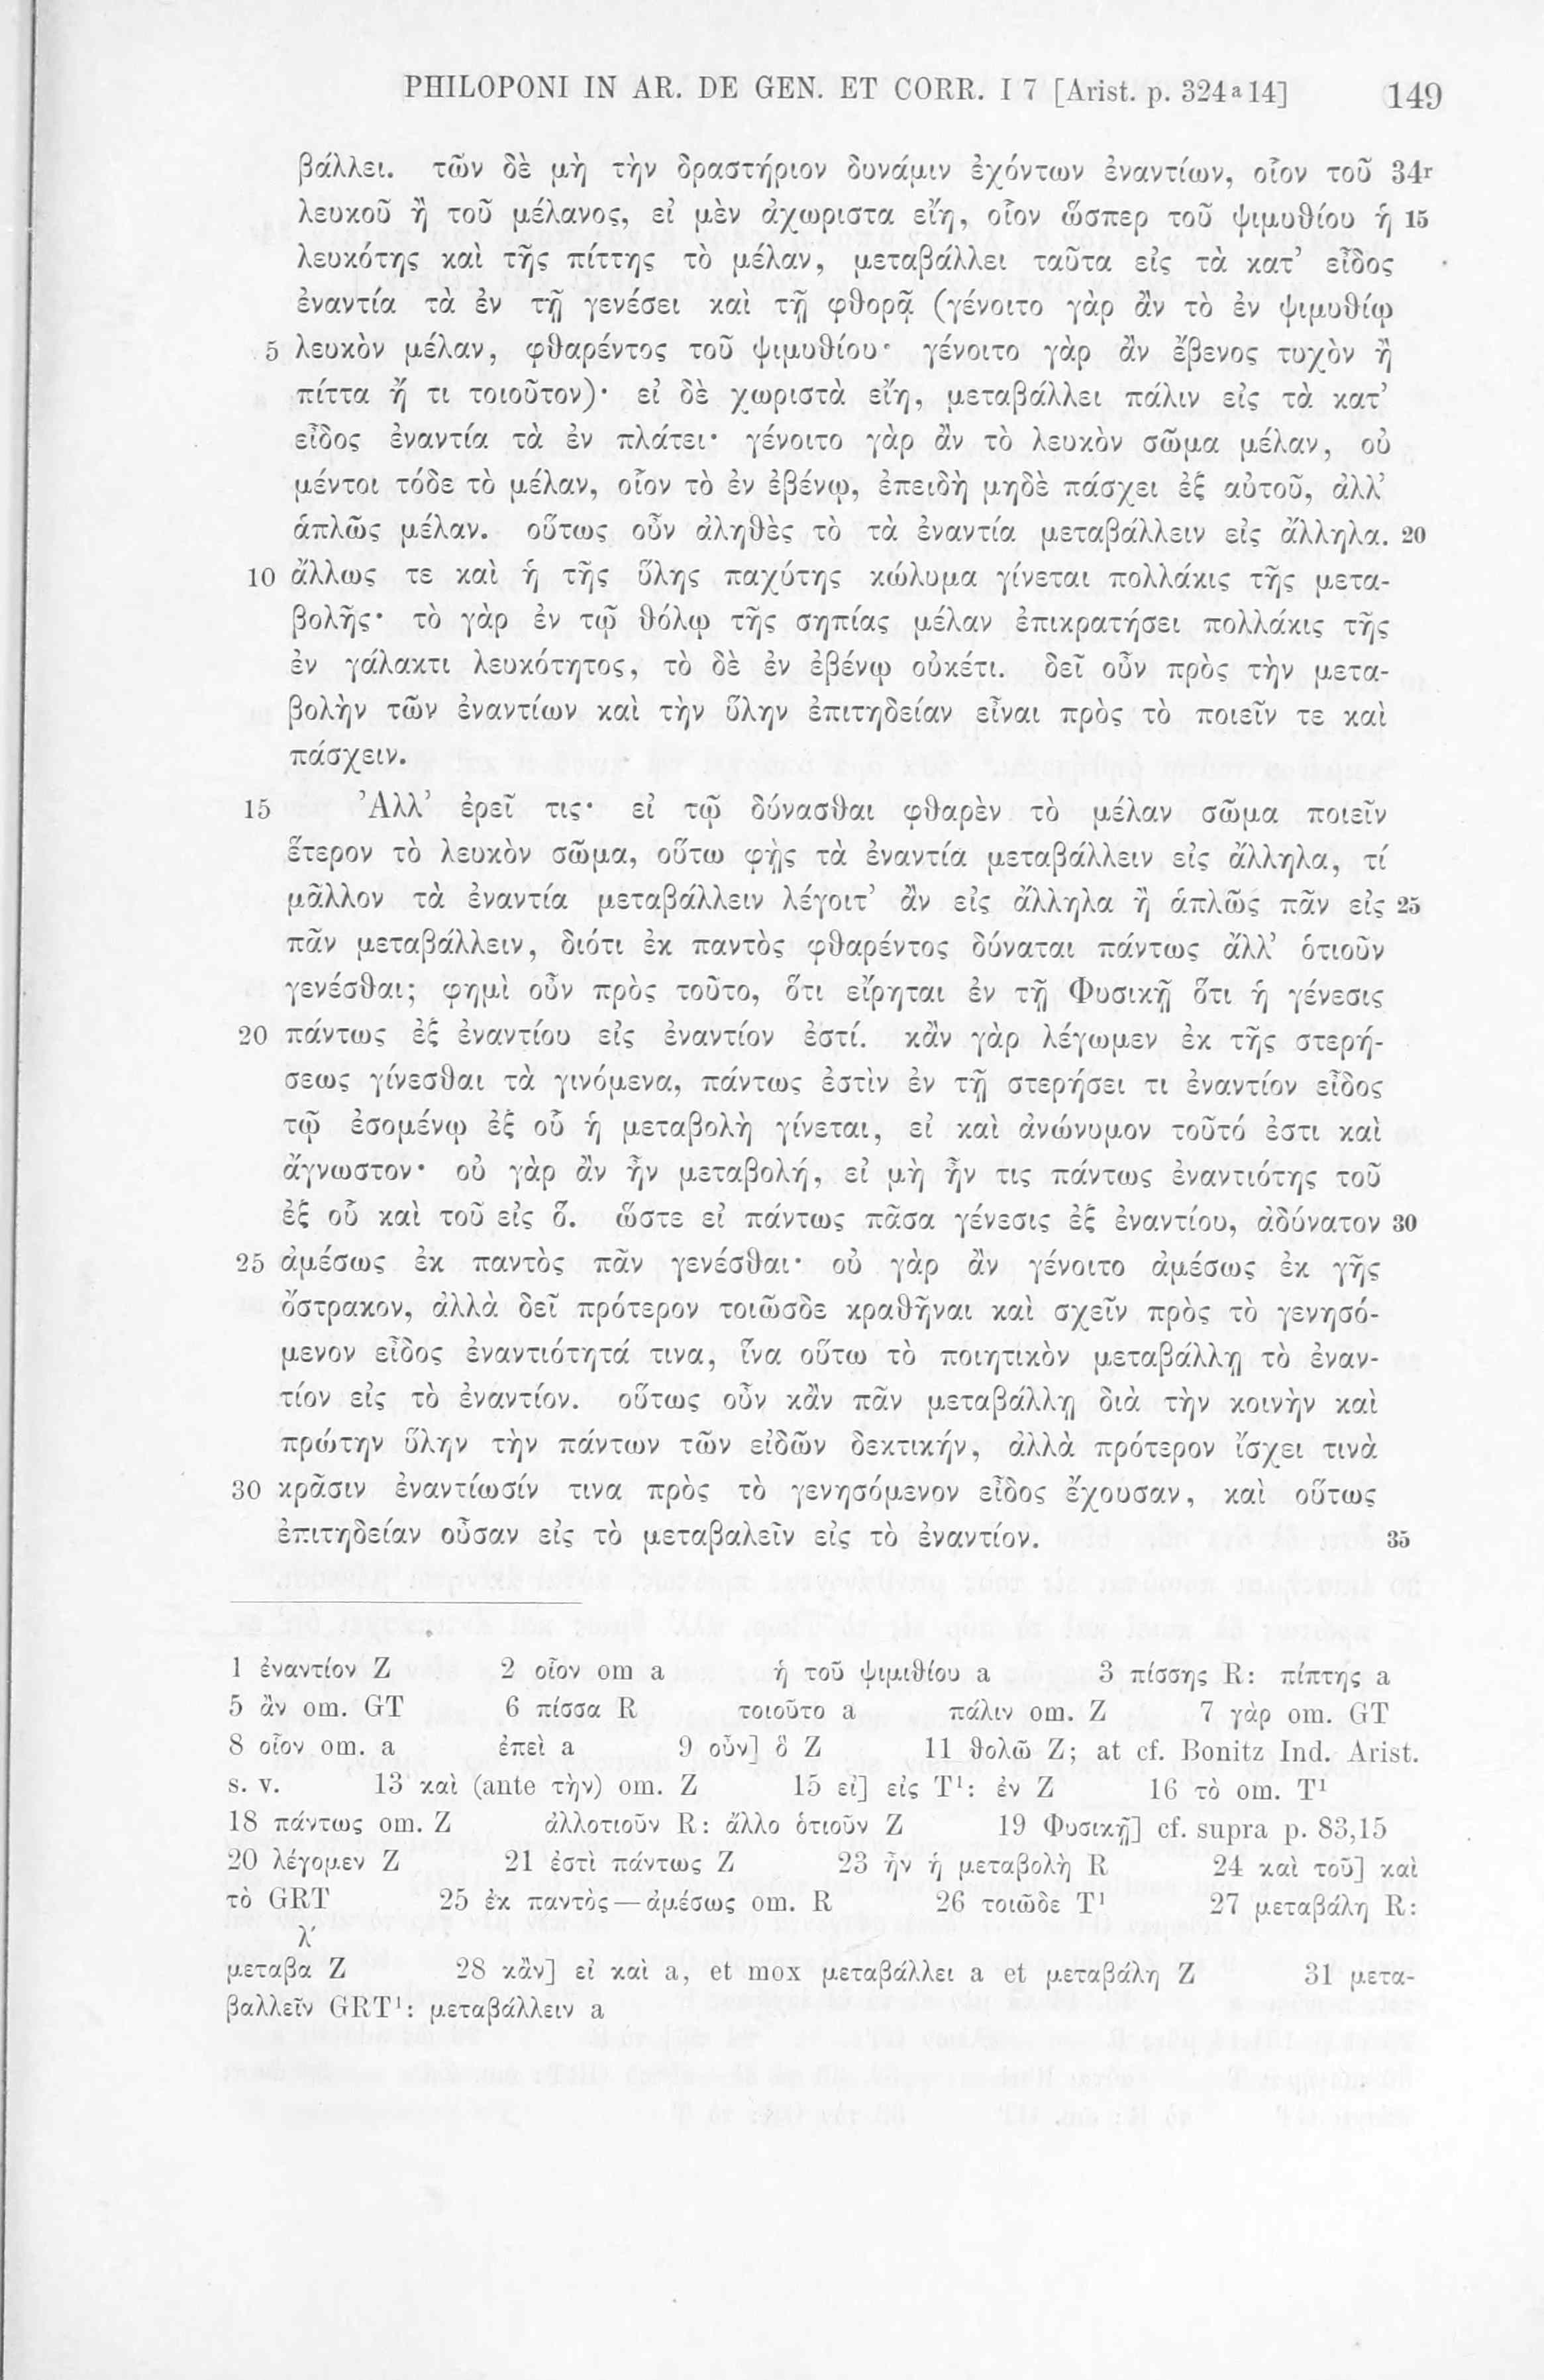 PHILOPONI IN AR. DE GEN. ET CORR. I 7 [Arist. p. 324ᵃ14] 149
βάλλει. τῶν δὲ μὴ τὴν δραστήριον δυνάμιν ἐχόντων ἐναντίων, οἷον τοῦ 34ʳ
λευκοῦ ἢ τοῦ μέλανος, εἰ μὲν ἀχωριστα εἴη, οἷον ὥσπερ τοῦ ψιμυθίου ἡ 15
λευκότης καὶ τῆς πίττης τὸ μέλαν, μεταβάλλει ταῦτα εἰς τὰ κατ’ εἶδος
ἐναντία τὰ ἐν τῇ γενέσει καὶ τῇ φθορᾷ (γένοιτο γὰρ ἂν τὸ ἐν ψιμυθίῳ
5 λευκὸν μέλαν, φθαρέντος τοῦ ψιμυθίου· γένοιτο γὰρ ἂν ἔβενος τυχὸν ἢ
πίττα ἤ τι τοιοῦτον)· εἰ δὲ χωριστὰ εἴη, μεταβάλλει πάλιν εἰς τὰ κατ’
εἶδος ἐναντία τὰ ἐν πλάτει· γένοιτο γὰρ ἂν τὸ λευκὸν σῶμα μέλαν, οὐ
μέντοι τόδε τὸ μέλαν, οἷον τὸ ἐν ἐβένῳ, ἐπειδὴ μηδὲ πάσχει ἐξ αὐτοῦ, ἀλλ’
ἁπλῶς μέλαν. οὕτως οὖν ἀληθὲς τὸ τὰ ἐναντία μεταβάλλειν εἰς ἄλληλα. 20
10 ἄλλως τε καὶ ἡ τῆς ὕλης παχύτης κώλυμα γίνεται πολλάκις τῆς μετα-
βολῆς· τὸ γὰρ ἐν τῷ θόλῳ τῆς σηπίας μέλαν ἐπικρατήσει πολλάκις τῆς
ἐν γάλακτι λευκότητος, τὸ δὲ ἐν ἐβένῳ οὐκέτι. δεῖ οὖν πρὸς τὴν μετα-
βολὴν τῶν ἐναντίων καὶ τὴν ὕλην ἐπιτηδείαν εἶναι πρὸς τὸ ποιεῖν τε καὶ
πάσχειν.
15 Ἀλλ’ ἐρεῖ τις· εἰ τῷ δύνασθαι φθαρὲν τὸ μέλαν σῶμα ποιεῖν
ἕτερον τὸ λευκὸν σῶμα, οὕτω φῂς τὰ ἐναντία μεταβάλλειν εἰς ἄλληλα, τί
μᾶλλον τὰ ἐναντία μεταβάλλειν λέγοιτ’ ἂν εἰς ἄλληλα ἢ ἁπλῶς πᾶν εἰς 25
πᾶν μεταβάλλειν, διότι ἐκ παντὸς φθαρέντος δύναται πάντως ἄλλ’ ὁτιοῦν
γενέσθαι; φημὶ οὖν πρὸς τοῦτο, ὅτι εἴρηται ἐν τῇ Φυσικῇ ὅτι ἡ γένεσις
20 πάντως ἐξ ἐναντίου εἰς ἐναντίον ἐστί. κἂν γὰρ λέγωμεν ἐκ τῆς στερή-
σεως γίνεσθαι τὰ γινόμενα, πάντως ἐστὶν ἐν τῇ στερήσει τι ἐναντίον εἶδος
τῷ ἐσομένῳ ἐξ οὗ ἡ μεταβολὴ γίνεται, εἰ καὶ ἀνώνυμον τοῦτό ἐστι καὶ
ἄγνωστον· οὐ γὰρ ἂν ἦν μεταβολή, εἰ μὴ ἦν τις πάντως ἐναντιότης τοῦ
ἐξ οὗ καὶ τοῦ εἰς ὅ. ὥστε εἰ πάντως πᾶσα γένεσις ἐξ ἐναντίου, ἀδύνατον 30
25 ἀμέσως ἐκ παντὸς πᾶν γενέσθαι· οὐ γὰρ ἂν γένοιτο ἀμέσως ἐκ γῆς
ὄστρακον, ἀλλὰ δεῖ πρότερον τοιῶσδε κραθῆναι καὶ σχεῖν πρὸς τὸ γενησό-
μενον εἶδος ἐναντιότητά τινα, ἵνα οὕτω τὸ ποιητικὸν μεταβάλλῃ τὸ ἐναν-
τίον εἰς τὸ ἐναντίον. οὕτως οὖν κἂν πᾶν μεταβάλλῃ διὰ τὴν κοινὴν καὶ
πρώτην ὕλην τὴν πάντων τῶν εἰδῶν δεκτικήν, ἀλλὰ πρότερον ἴσχει τινὰ
30 κρᾶσιν ἐναντίωσίν τινα πρὸς τὸ γενησόμενον εἶδος ἔχουσαν, καὶ οὕτως
ἐπιτηδείαν οὖσαν εἰς τὸ μεταβαλεῖν εἰς τὸ ἐναντίον. 35
1 ἐναντίον Z 2 οἷον om a ἡ τοῦ ψιμιθίου a 3 πίσσης R: πίπτης a
5 ἂν om. GT 6 πίσσα R τοιοῦτο a πάλιν om. Z 7 γὰρ om. GT
8 οἷον om. a ἐπεὶ a 9 οὖν] ὃ Z 11 θολῶ Z; at cf. Bonitz Ind. Arist.
s. v. 13 καὶ (ante τὴν) om. Z 15 εἰ] εἰς T¹: ἐν Z 16 τὸ om. T¹
18 πάντως om. Z ἀλλοτιοῦν R: ἄλλο ὁτιοῦν Z 19 Φυσικῇ] cf. supra p. 83,15
20 λέγομεν Z 21 ἐστὶ πάντως Z 23 ἦν ἡ μεταβολὴ R 24 καὶ τοῦ] καὶ
τὸ GRT 25 ἐκ παντὸς — ἀμέσως om. R 26 τοιῶδε T¹ 27 μεταβάλη R:
λ´
μεταβα Z 28 κἂν] εἰ καὶ a, et mox μεταβάλλει a et μεταβάλη Z 31 μετα-
βαλλεῖν GRT¹: μεταβάλλειν a